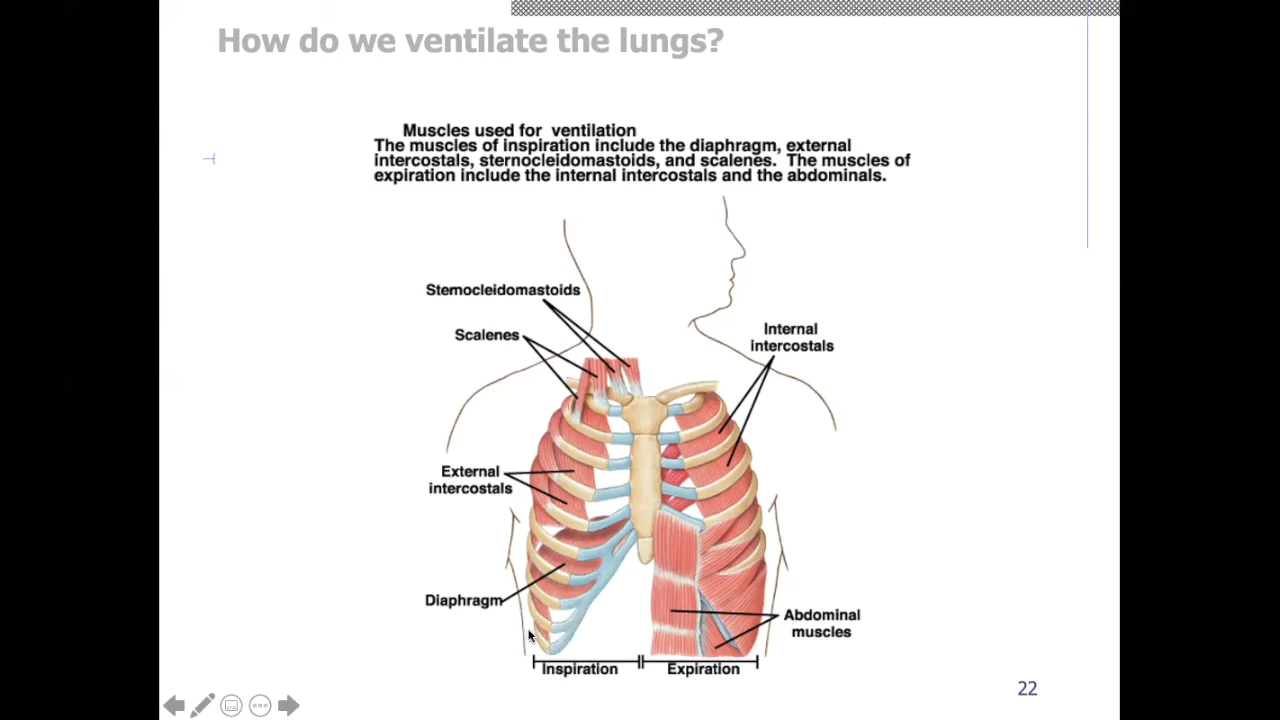 How do we ventilate the lungs?
Muscles used for ventilation
The muscles of inspiration include the diaphragm, external
intercostals, sternocleidomastoids, and scalenes. The muscles of
expiration include the internal intercostals and the abdominals.
Sternocleidomastoids
Scalenes
Internal
intercostals
External
intercostals
Diaphragm
Abdominal
muscles
Inspiration
Expiration
22